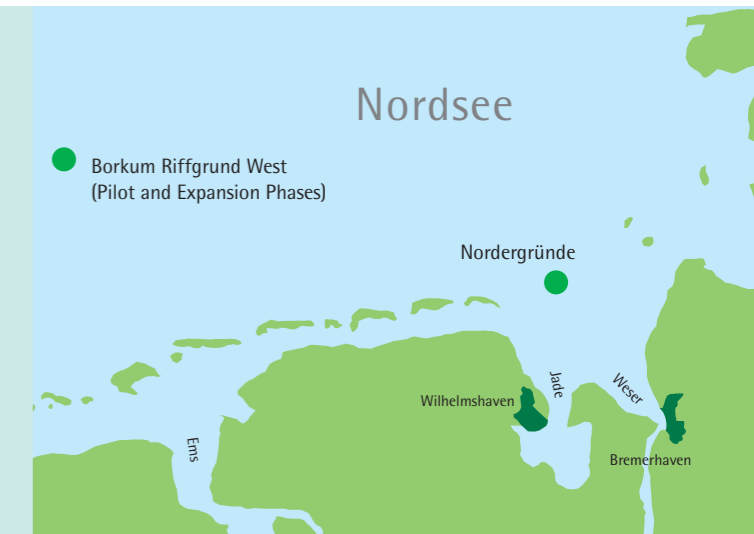 Nordsee
Borkum Riffgrund West
(Pilot and Expansion Phases)
Nordergründe
Jade
Weser
Wilhelmshaven
Ems
Bremerhaven